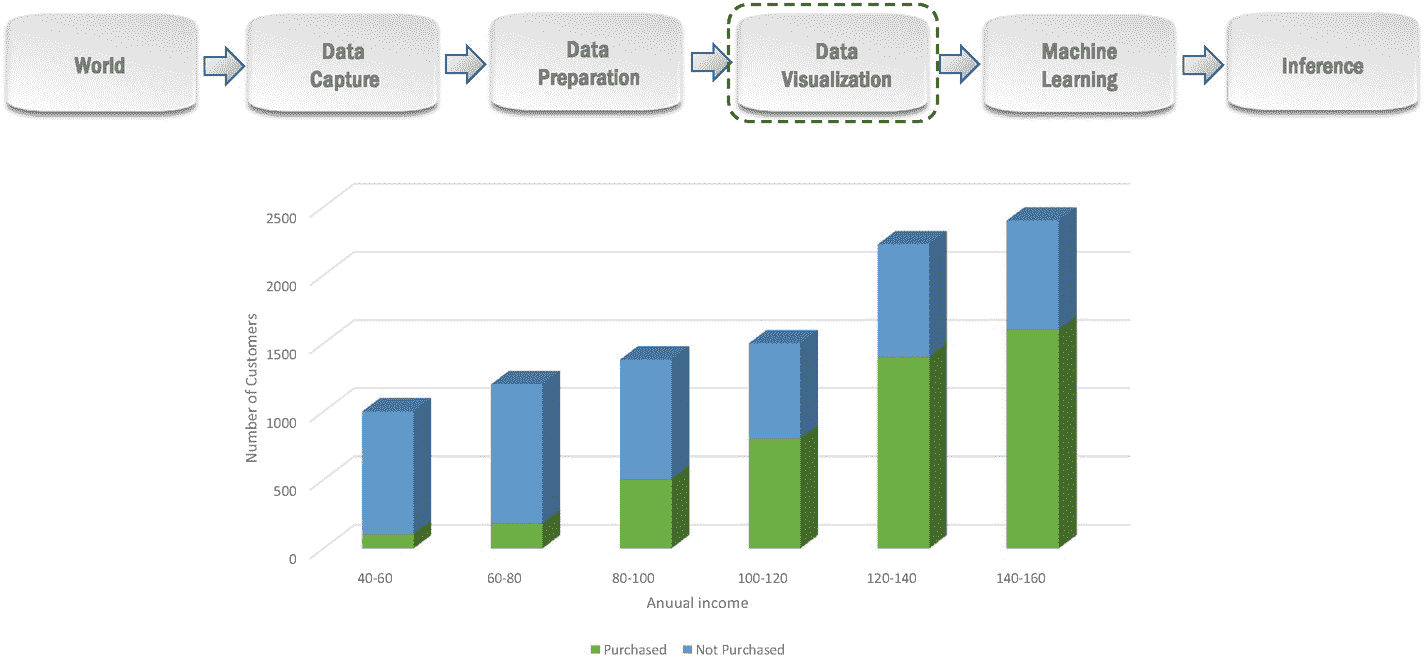 World
Data
Capture
Data
Preparation
Data
Visualization
Machine
Learning
Inference
2500
2000
1500
1000
500
0
Number of Customers
40-60
60-80
80-100
100-120
120-140
140-160
Anuual income
Purchased
Not Purchased